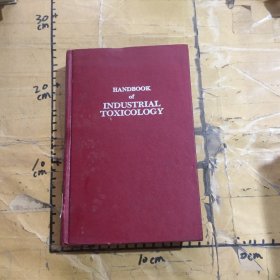 30
cm
20
cm
HANDBOOK
of
INDUSTRIAL
TOXICOLOGY
10
cm
10cm
20cm